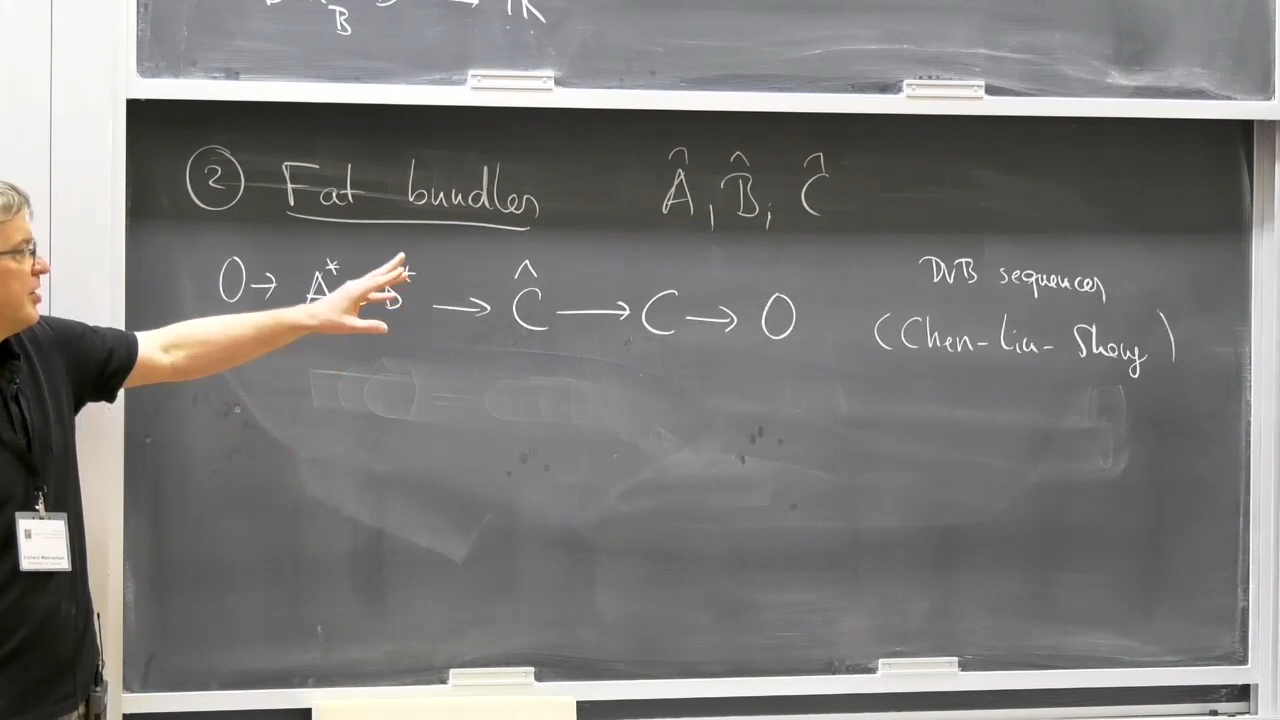 B → ℝ
② Fat bundles Â, B̂, Ĉ
0 → A* B* → Ĉ → C → 0
DVB sequences
(Chen-Liu-Sheng)